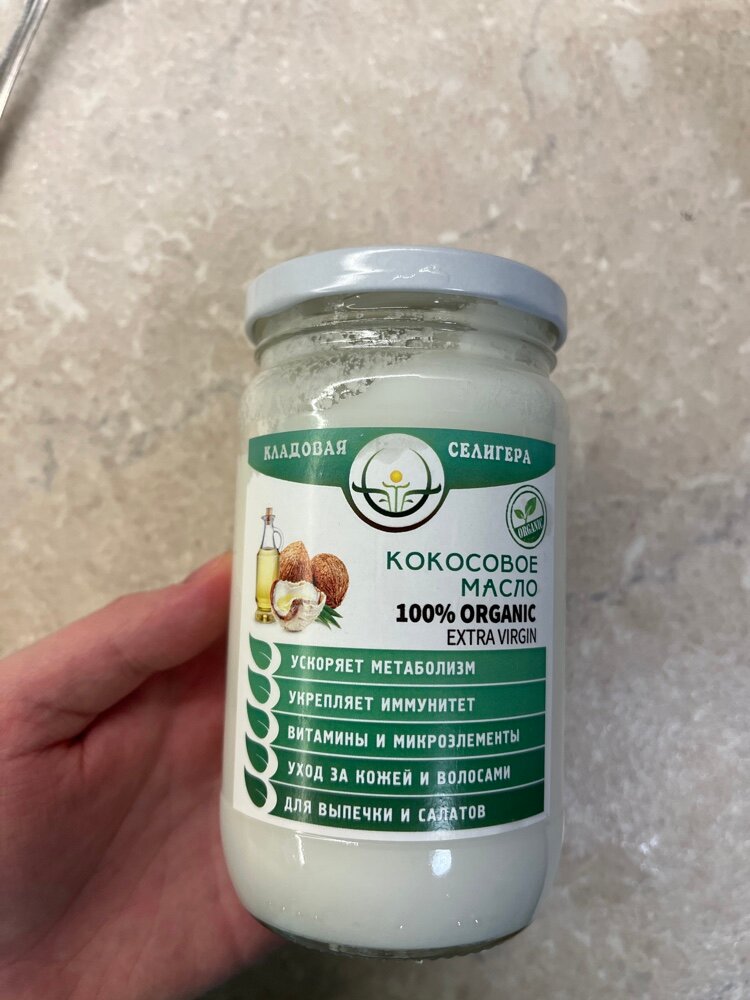 КЛАДОВАЯ СЕЛИГЕРА
ORGANIC
КОКОСОВОЕ
МАСЛО
100% ORGANIC
EXTRA VIRGIN
УСКОРЯЕТ МЕТАБОЛИЗМ
УКРЕПЛЯЕТ ИММУНИТЕТ
ВИТАМИНЫ И МИКРОЭЛЕМЕНТЫ
УХОД ЗА КОЖЕЙ И ВОЛОСАМИ
ДЛЯ ВЫПЕЧКИ И САЛАТОВ